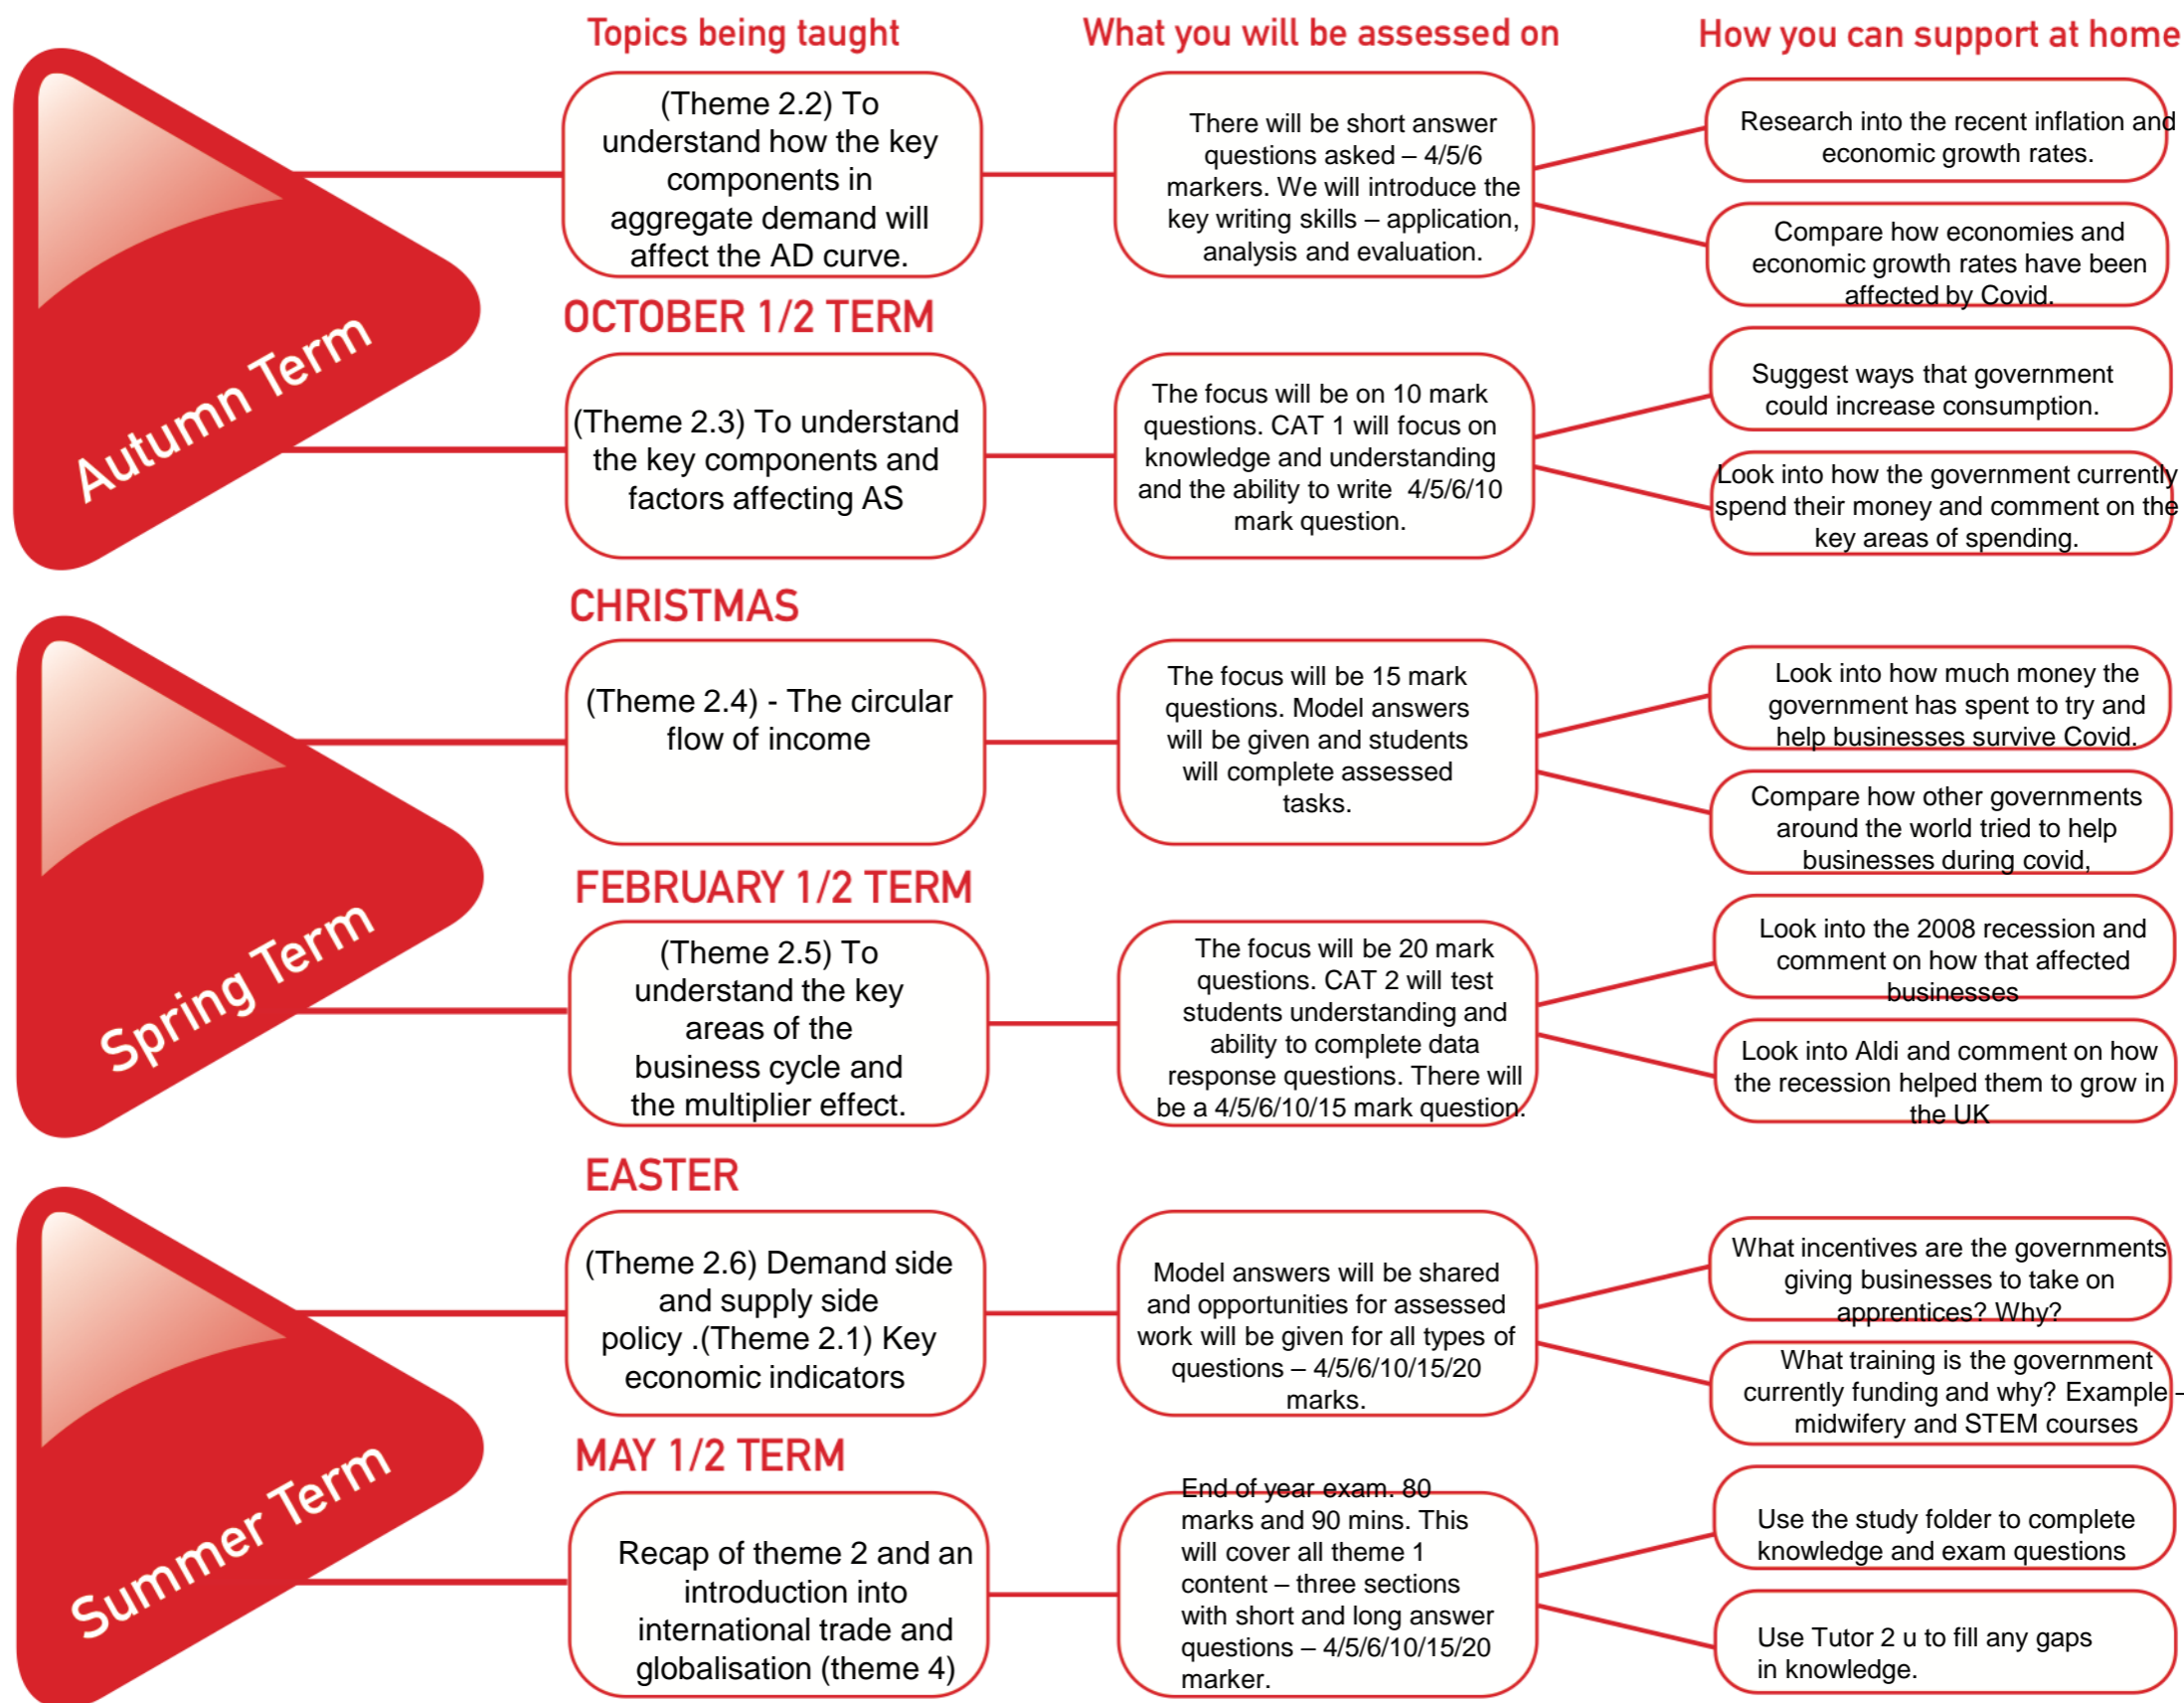 Topics being taught
What you will be assessed on
How you can support at home
Autumn Term
(Theme 2.2) To
understand how the key
components in
aggregate demand will
affect the AD curve.
There will be short answer
questions asked – 4/5/6
markers. We will introduce the
key writing skills – application,
analysis and evaluation.
Research into the recent inflation and
economic growth rates.
Compare how economies and
economic growth rates have been
affected by Covid.
OCTOBER 1/2 TERM
(Theme 2.3) To understand
the key components and
factors affecting AS
The focus will be on 10 mark
questions. CAT 1 will focus on
knowledge and understanding
and the ability to write 4/5/6/10
mark question.
Suggest ways that government
could increase consumption.
Look into how the government currently
spend their money and comment on the
key areas of spending.
CHRISTMAS
Spring Term
(Theme 2.4) - The circular
flow of income
The focus will be 15 mark
questions. Model answers
will be given and students
will complete assessed
tasks.
Look into how much money the
government has spent to try and
help businesses survive Covid.
Compare how other governments
around the world tried to help
businesses during covid,
FEBRUARY 1/2 TERM
(Theme 2.5) To
understand the key
areas of the
business cycle and
the multiplier effect.
The focus will be 20 mark
questions. CAT 2 will test
students understanding and
ability to complete data
response questions. There will
be a 4/5/6/10/15 mark question.
Look into the 2008 recession and
comment on how that affected
businesses
Look into Aldi and comment on how
the recession helped them to grow in
the UK
EASTER
Summer Term
(Theme 2.6) Demand side
and supply side
policy .(Theme 2.1) Key
economic indicators
Model answers will be shared
and opportunities for assessed
work will be given for all types of
questions – 4/5/6/10/15/20
marks.
What incentives are the governments
giving businesses to take on
apprentices? Why?
What training is the government
currently funding and why? Example –
midwifery and STEM courses
MAY 1/2 TERM
Recap of theme 2 and an
introduction into
international trade and
globalisation (theme 4)
End of year exam. 80
marks and 90 mins. This
will cover all theme 1
content – three sections
with short and long answer
questions – 4/5/6/10/15/20
marker.
Use the study folder to complete
knowledge and exam questions
Use Tutor 2 u to fill any gaps
in knowledge.